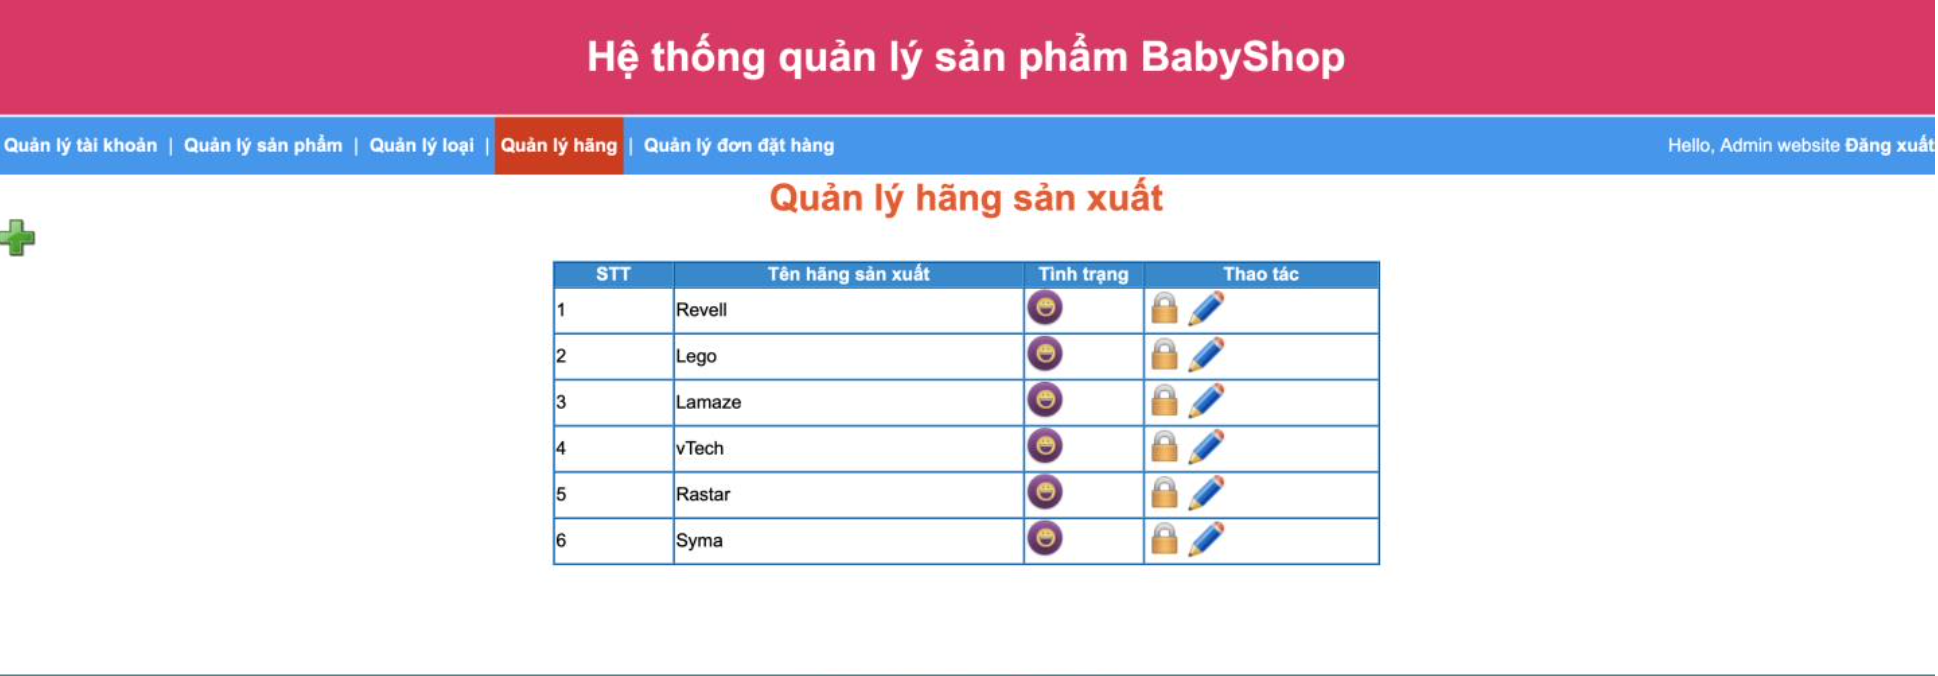 Hệ thống quản lý sản phẩm BabyShop
Quản lý tài khoản | Quản lý sản phẩm | Quản lý loại | Quản lý hãng | Quản lý đơn đặt hàng Hello, Admin website Đăng xuất
Quản lý hãng sản xuất
STT Tên hãng sản xuất Tình trạng Thao tác
1 Revell
2 Lego
3 Lamaze
4 vTech
5 Rastar
6 Syma